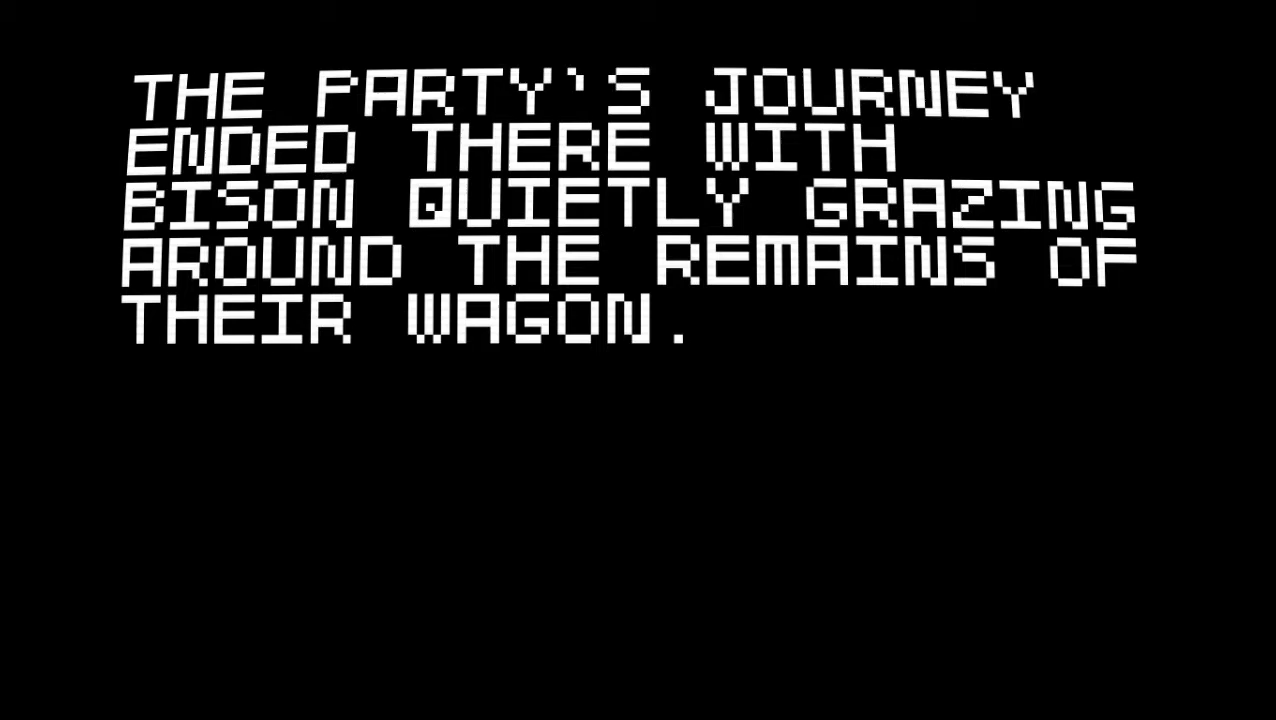 THE PARTY'S JOURNEY
ENDED THERE WITH
BISON QUIETLY GRAZING
AROUND THE REMAINS OF
THEIR WAGON.